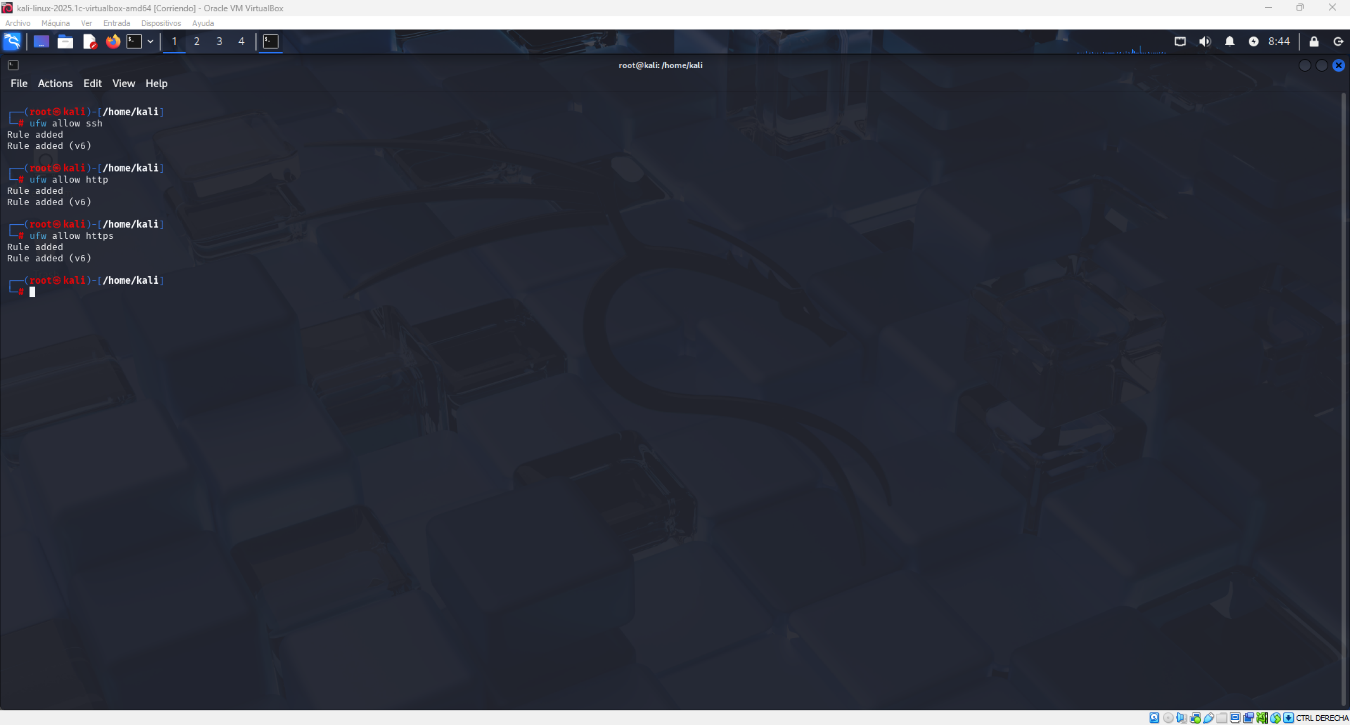 kali-linux-2025.1c-virtualbox-amd64 [Corriendo] - Oracle VM VirtualBox
Archivo Máquina Ver Entrada Dispositivos Ayuda
1 2 3 4 8:44
root@kali: /home/kali
File Actions Edit View Help
┌──(root㉿kali)-[/home/kali]
└─# ufw allow ssh
Rule added
Rule added (v6)
┌──(root㉿kali)-[/home/kali]
└─# ufw allow http
Rule added
Rule added (v6)
┌──(root㉿kali)-[/home/kali]
└─# ufw allow https
Rule added
Rule added (v6)
┌──(root㉿kali)-[/home/kali]
└─#
CTRL DERECHA